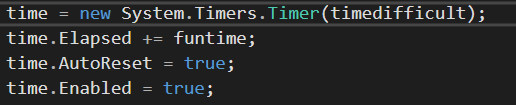 time = new System.Timers.Timer(timedifficult);
time.Elapsed += funtime;
time.AutoReset = true;
time.Enabled = true;